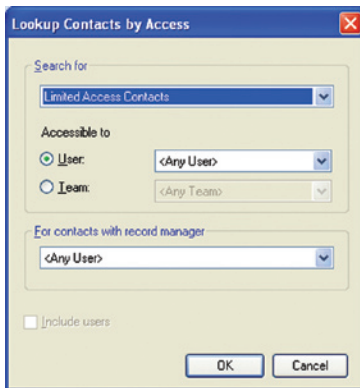 Lookup Contacts by Access
Search for
Limited Access Contacts
Accessible to
User: <Any User>
Team: <Any Team>
For contacts with record manager
<Any User>
Include users
OK Cancel